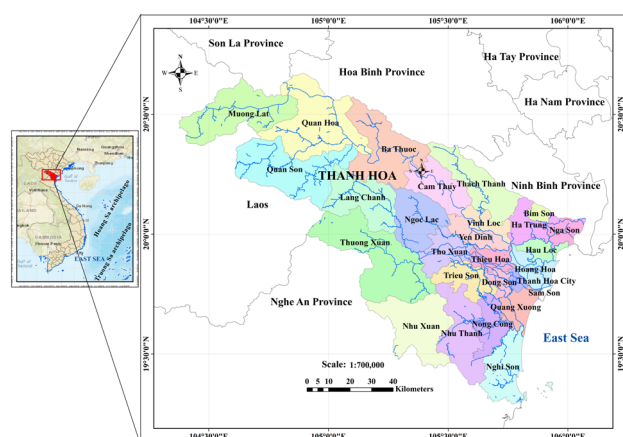 104°30'0"E
105°0'0"E
105°30'0"E
106°0'0"E
Son La Province
Hoa Binh Province
Ha Tay Province
Ha Nam Province
N
W E
S
20°30'0"N
20°30'0"N
Muong Lat
Quan Hoa
Ba Thuoc
THANH HOA
Quan Son
Cam Thuy
Thach Thanh
Ninh Binh Province
Lang Chanh
Laos
Ngoc Lac
Vinh Loc
Bim Son
Ha Trung
Nga Son
Thuong Xuan
Yen Dinh
20°0'0"N
20°0'0"N
Tho Xuan
Thieu Hoa
Hau Loc
Hoang Hoa
Trieu Son
Dong Son
Thanh Hoa City
Sam Son
Quang Xuong
Nghe An Province
Nhu Xuan
Nong Cong
Nhu Thanh
East Sea
Nghi Son
19°30'0"N
19°30'0"N
Scale: 1:700,000
0 5 10 20 30 40
Kilometers
104°30'0"E
105°0'0"E
105°30'0"E
106°0'0"E
Hoang Sa archipelago
Truong Sa archipelago
EAST SEA